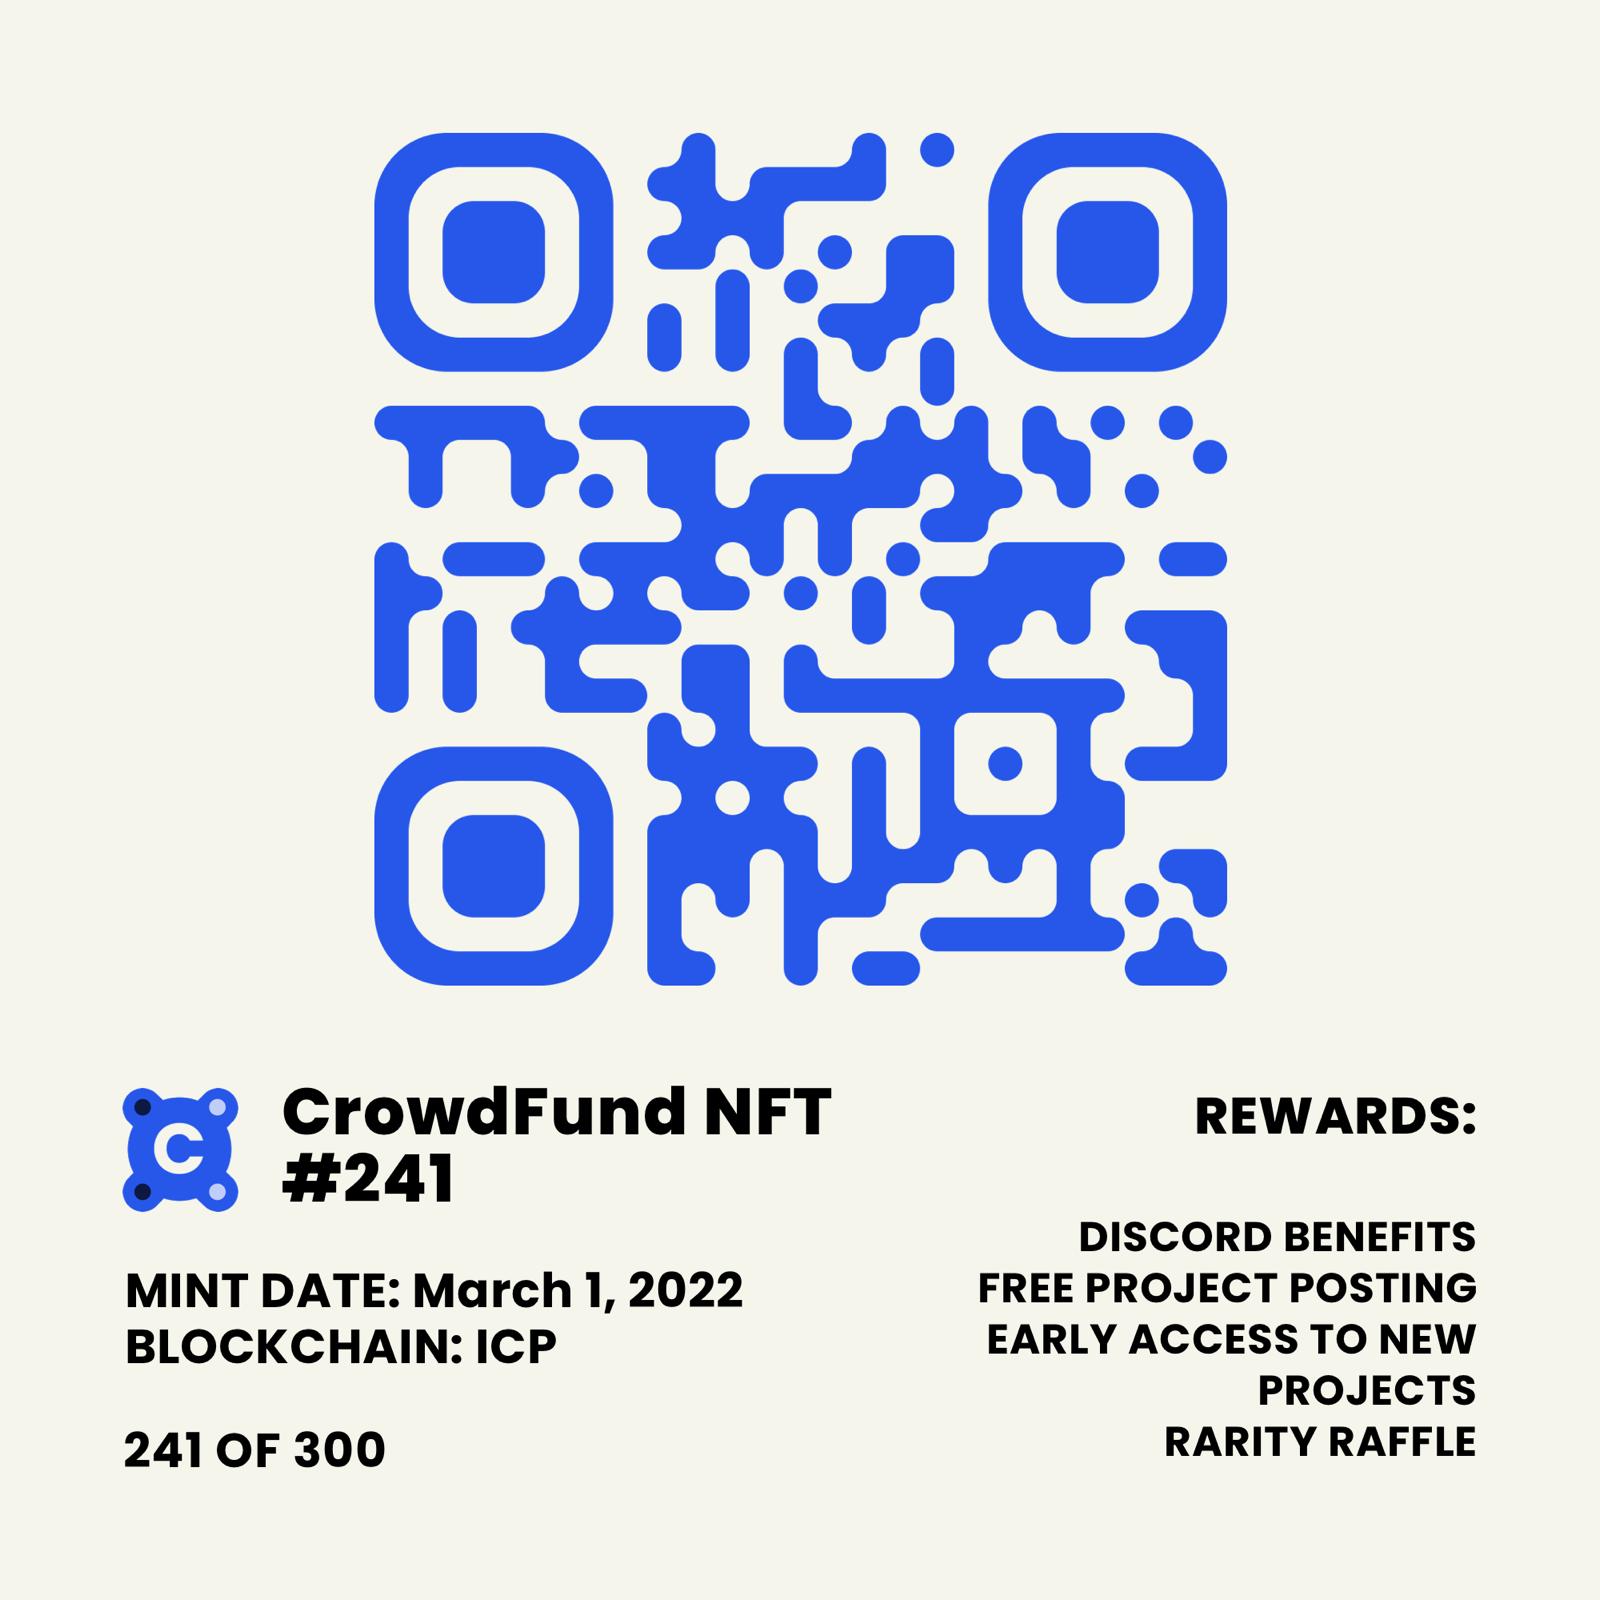 C
CrowdFund NFT
#241
MINT DATE: March 1, 2022
BLOCKCHAIN: ICP
241 OF 300
REWARDS:
DISCORD BENEFITS
FREE PROJECT POSTING
EARLY ACCESS TO NEW
PROJECTS
RARITY RAFFLE